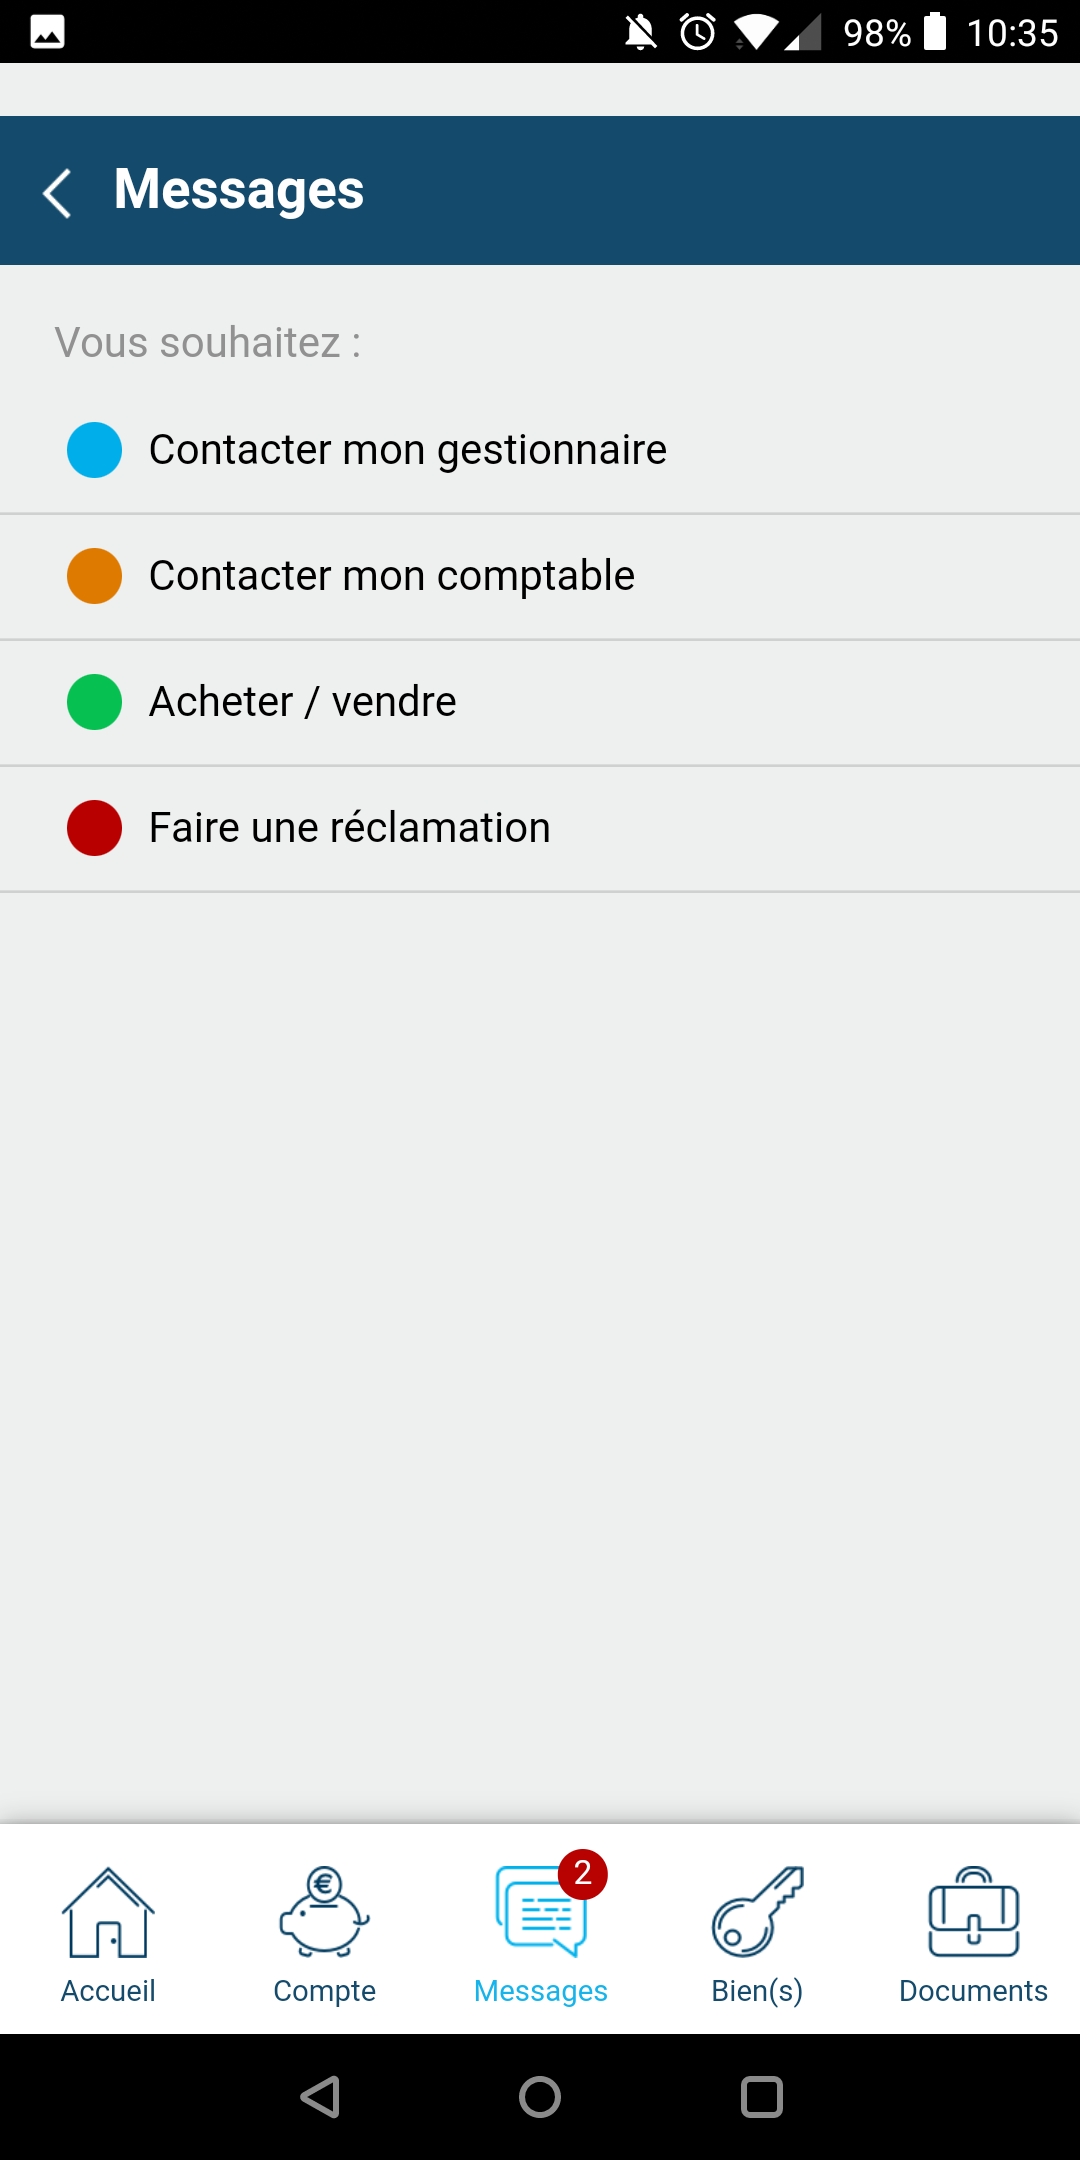 98% 10:35
Messages
Vous souhaitez :
Contacter mon gestionnaire
Contacter mon comptable
Acheter / vendre
Faire une réclamation
2
Accueil Compte Messages Bien(s) Documents